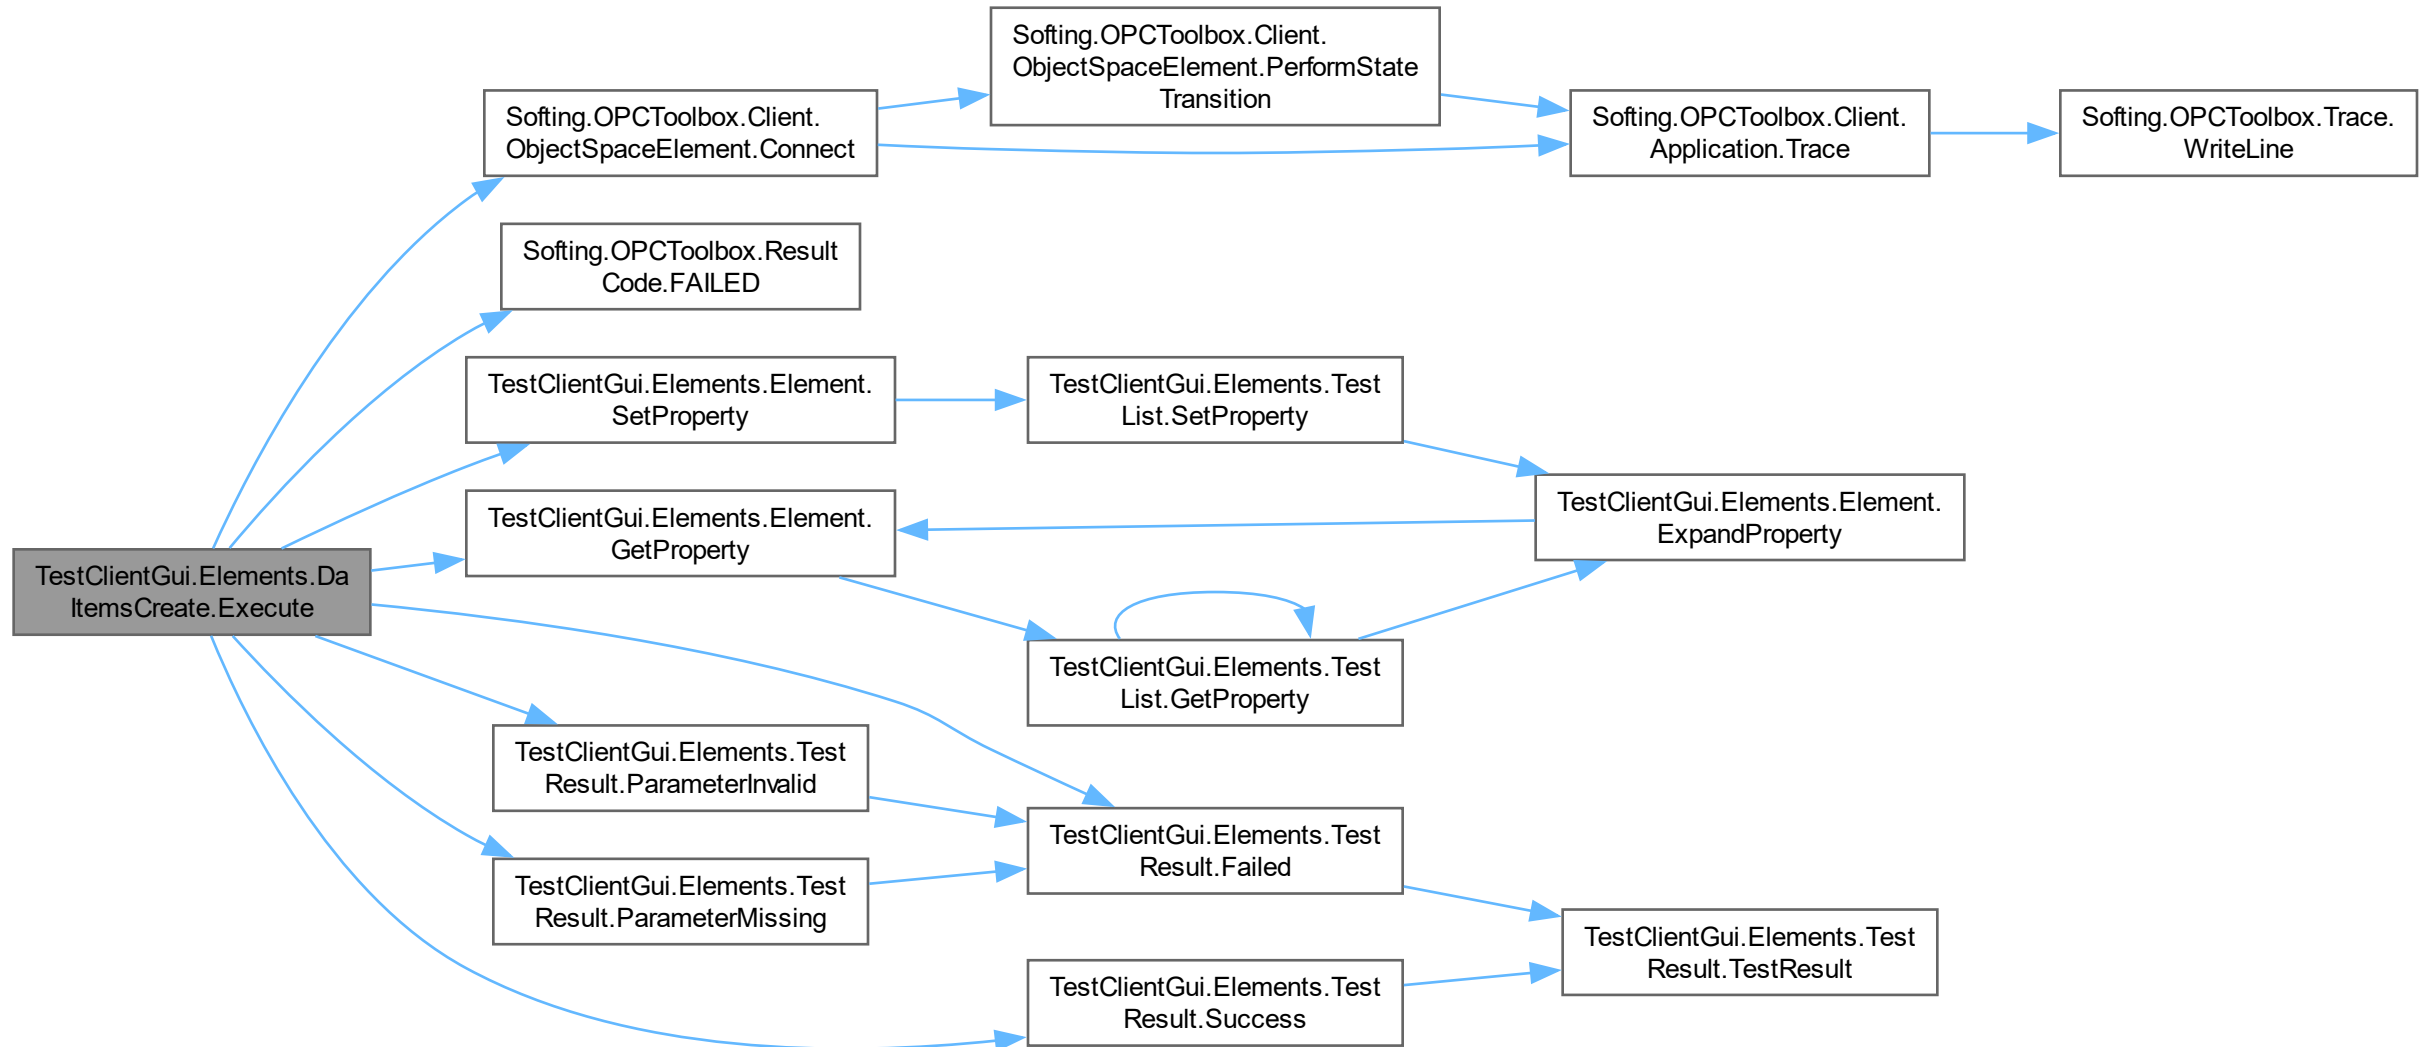 Softing.OPCToolbox.Client.
ObjectSpaceElement.PerformState
Transition
Softing.OPCToolbox.Client.
ObjectSpaceElement.Connect
Softing.OPCToolbox.Client.
Application.Trace
Softing.OPCToolbox.Trace.
WriteLine
Softing.OPCToolbox.Result
Code.FAILED
TestClientGui.Elements.Element.
SetProperty
TestClientGui.Elements.Test
List.SetProperty
TestClientGui.Elements.Element.
GetProperty
TestClientGui.Elements.Element.
ExpandProperty
TestClientGui.Elements.Da
ItemsCreate.Execute
TestClientGui.Elements.Test
List.GetProperty
TestClientGui.Elements.Test
Result.ParameterInvalid
TestClientGui.Elements.Test
Result.Failed
TestClientGui.Elements.Test
Result.ParameterMissing
TestClientGui.Elements.Test
Result.TestResult
TestClientGui.Elements.Test
Result.Success